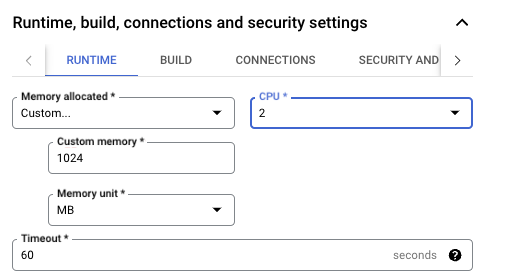 Runtime, build, connections and security settings
RUNTIME BUILD CONNECTIONS SECURITY AND
Memory allocated *
Custom...
CPU *
2
Custom memory *
1024
Memory unit *
MB
Timeout *
60 seconds ?